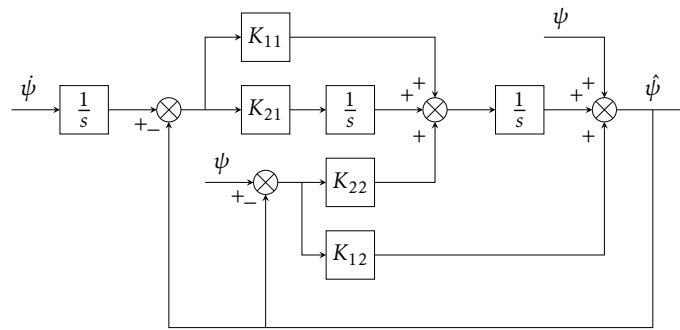 K₁₁
ψ
ψ̇
1/s
+
−
K₂₁
1/s
+
+
+
1/s
+
+
+
ψ̂
ψ
+
−
K₂₂
K₁₂